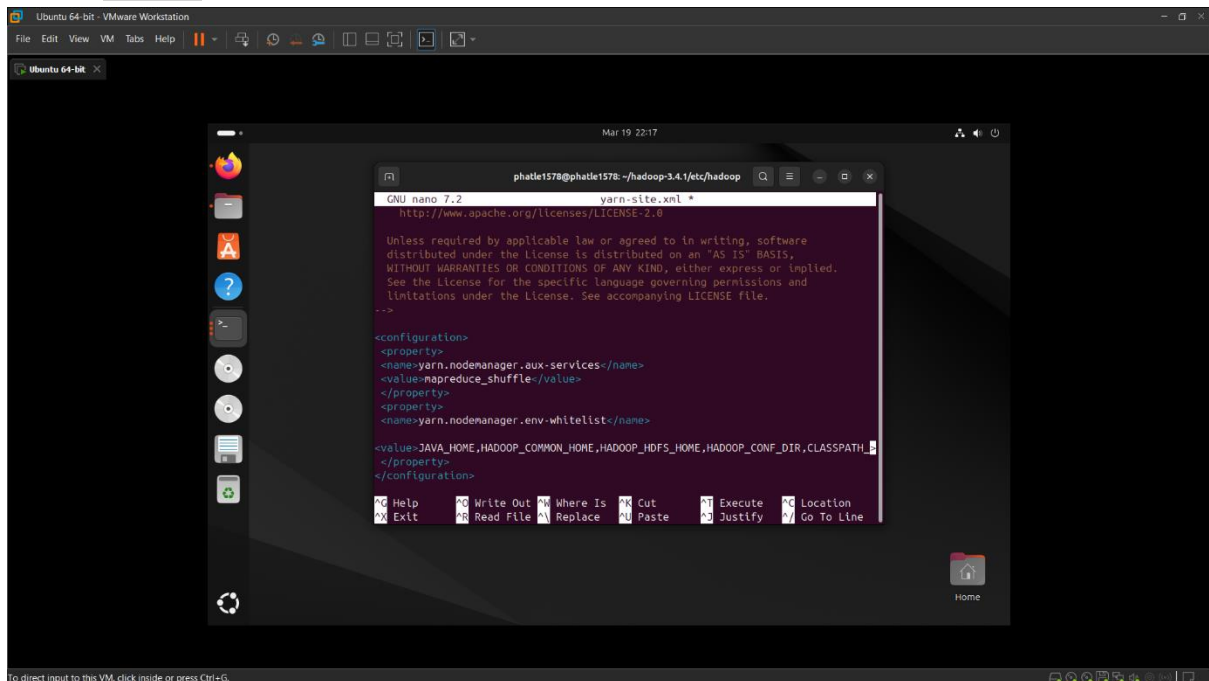 Ubuntu 64-bit - VMware Workstation
File Edit View VM Tabs Help
Ubuntu 64-bit
Mar 19 22:17
phatle1578@phatle1578: ~/hadoop-3.4.1/etc/hadoop
GNU nano 7.2 yarn-site.xml *
http://www.apache.org/licenses/LICENSE-2.0
Unless required by applicable law or agreed to in writing, software
distributed under the License is distributed on an "AS IS" BASIS,
WITHOUT WARRANTIES OR CONDITIONS OF ANY KIND, either express or implied.
See the License for the specific language governing permissions and
limitations under the License. See accompanying LICENSE file.
-->
<configuration>
<property>
<name>yarn.nodemanager.aux-services</name>
<value>mapreduce_shuffle</value>
</property>
<property>
<name>yarn.nodemanager.env-whitelist</name>
<value>JAVA_HOME,HADOOP_COMMON_HOME,HADOOP_HDFS_HOME,HADOOP_CONF_DIR,CLASSPATH_>
</property>
</configuration>
^G Help ^O Write Out ^W Where Is ^K Cut ^T Execute ^C Location
^X Exit ^R Read File ^\ Replace ^U Paste ^J Justify ^/ Go To Line
Home
To direct input to this VM, click inside or press Ctrl+G.